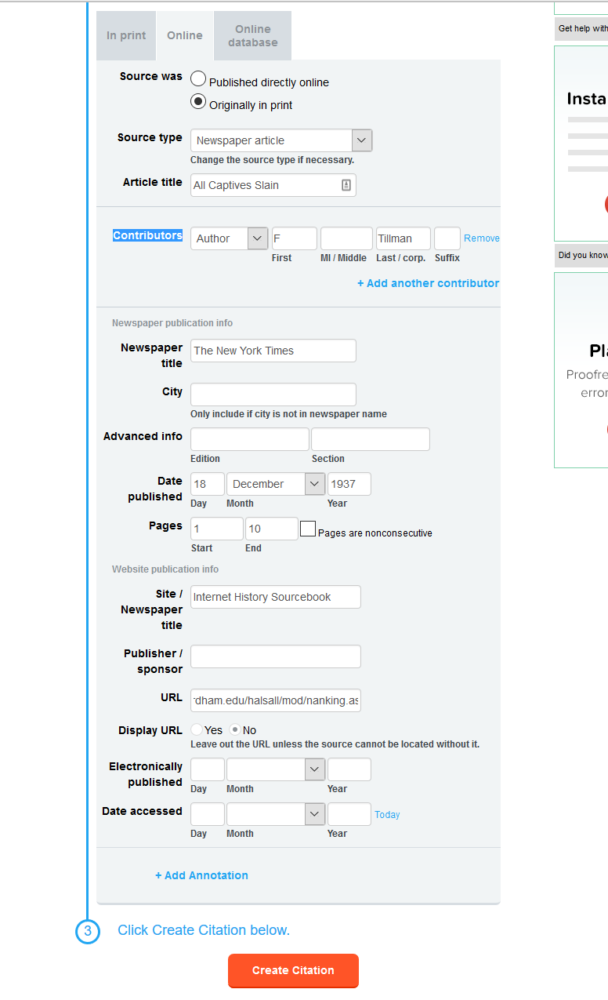 In print
Online
Online
database
Get help with
Source was
Published directly online
Originally in print
Insta
Source type
Newspaper article
Change the source type if necessary.
Article title
All Captives Slain
Contributors
Author
F
Tillman
Remove
First
MI / Middle
Last / corp.
Suffix
Did you know
+ Add another contributor
Newspaper publication info
Newspaper
title
The New York Times
Pla
Proofre
error
City
Only include if city is not in newspaper name
Advanced info
Edition
Section
Date
published
18
December
1937
Day
Month
Year
Pages
1
10
Pages are nonconsecutive
Start
End
Website publication info
Site /
Newspaper
title
Internet History Sourcebook
Publisher /
sponsor
URL
rdham.edu/halsall/mod/nanking.as
Display URL
Yes
No
Leave out the URL unless the source cannot be located without it.
Electronically
published
Day
Month
Year
Date accessed
Today
Day
Month
Year
+ Add Annotation
3
Click Create Citation below.
Create Citation